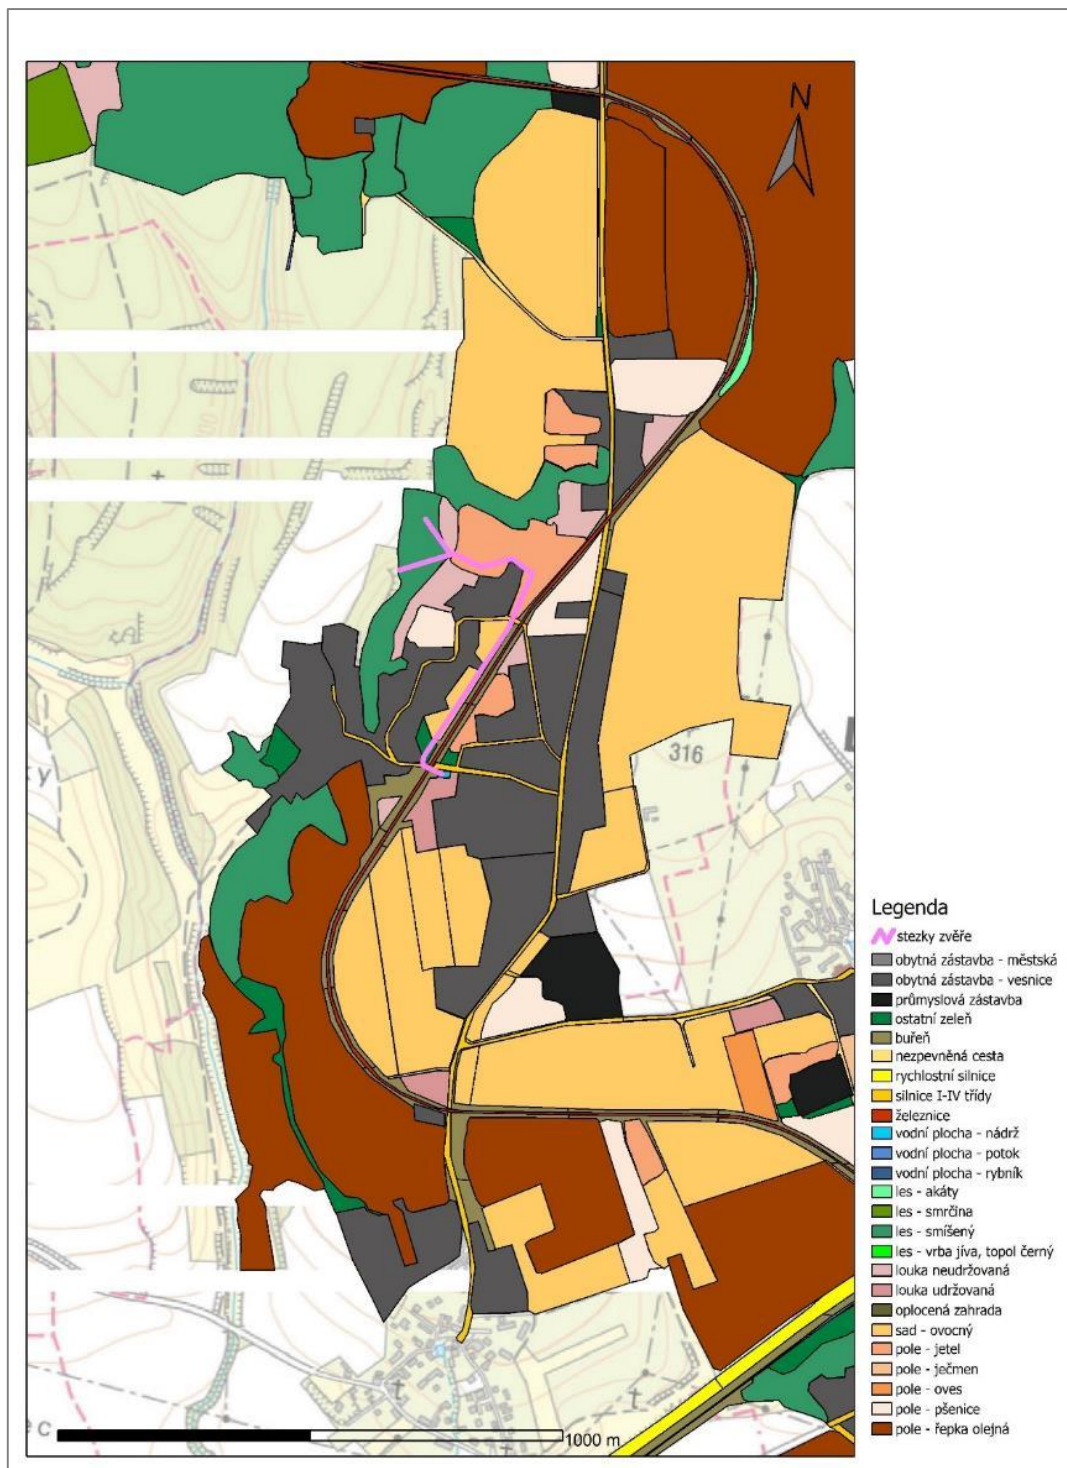 N
316
Legenda
stezky zvěře
obytná zástavba - městská
obytná zástavba - vesnice
průmyslová zástavba
ostatní zeleň
buřeň
nezpevněná cesta
rychlostní silnice
silnice I-IV třídy
železnice
vodní plocha - nádrž
vodní plocha - potok
vodní plocha - rybník
les - akáty
les - smrčina
les - smíšený
les - vrba jíva, topol černý
louka neudržovaná
louka udržovaná
oplocená zahrada
sad - ovocný
pole - jetel
pole - ječmen
pole - oves
pole - pšenice
pole - řepka olejná
1000 m